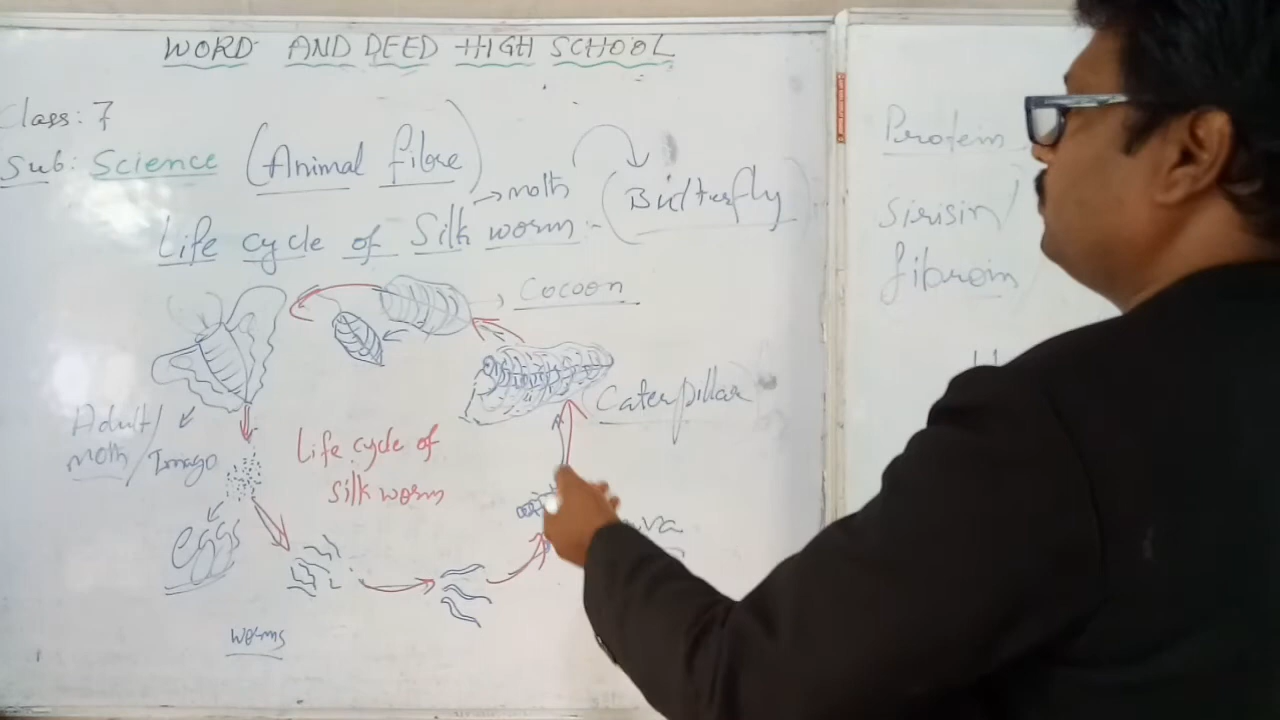 WORD AND DEED HIGH SCHOOL
Class: 7
Sub: Science (Animal fibre)
→ moth
Life cycle of Silk worm :- (Butterfly)
→ Cocoon
Caterpillar
Adult/
moth/Imago
Life cycle of
silk worm
eggs
worms
Protein
Sirisin
fibroin